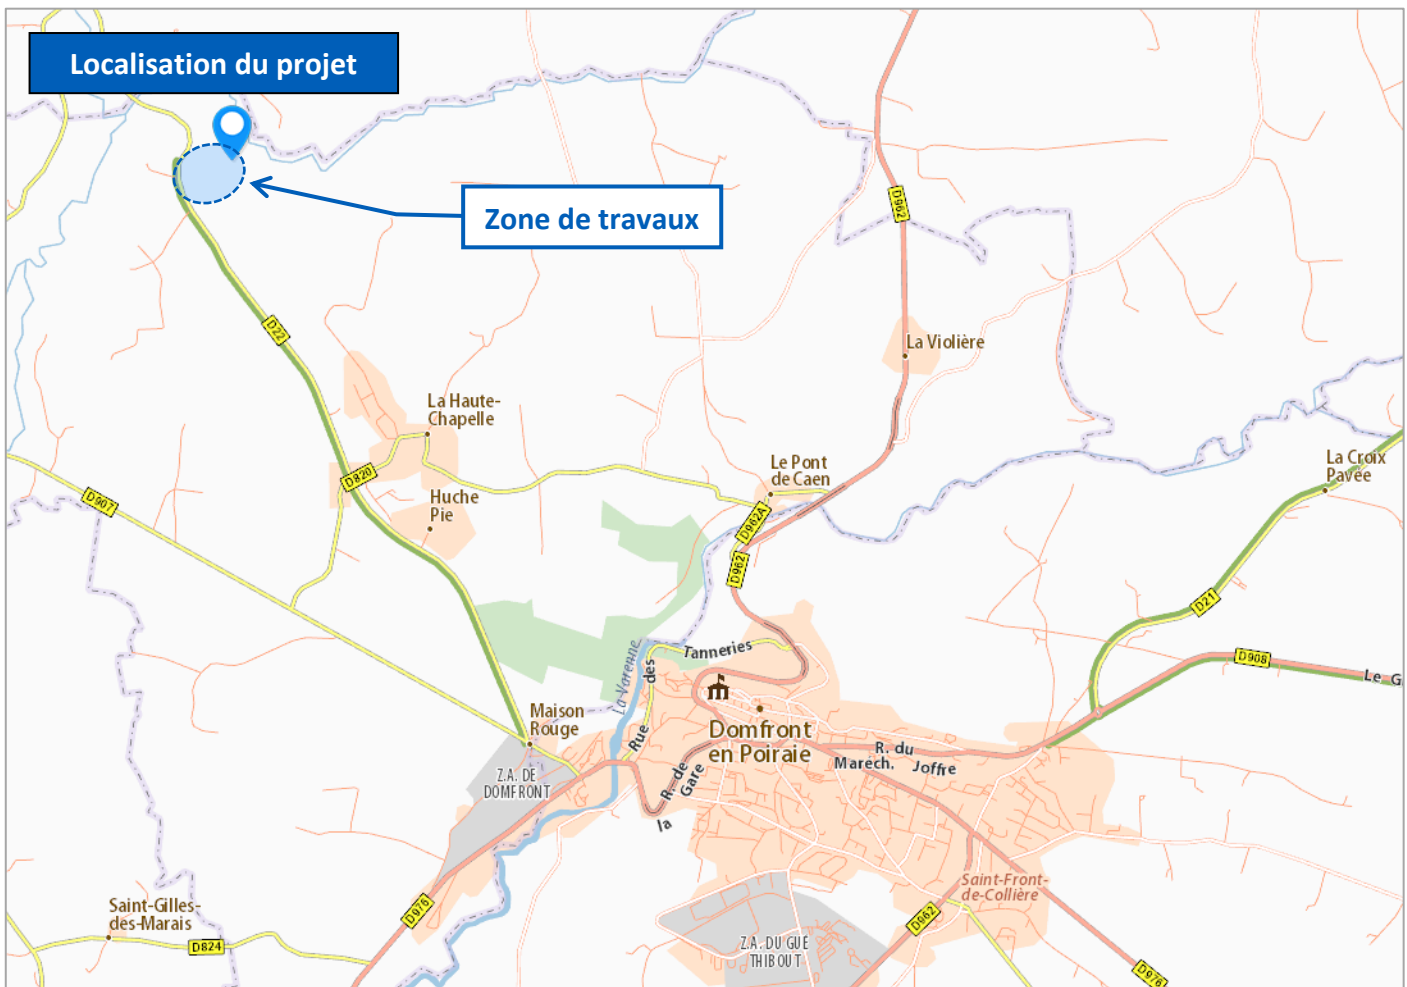 Localisation du projet
Zone de travaux
D962
D22
La Violière
La Haute-
Chapelle
La Croix
Pavée
Le Pont
de Caen
D820
D907
Huche
Pie
D962A
D962
D21
Tanneries
D908
Le G
La Varenne
Rue
des
Maison
Rouge
Domfront
en Poiraie
R. du
Maréch.
Joffre
Z.A. DE
DOMFRONT
R. de
la
Gare
Saint-Front-
de-Collière
Saint-Gilles-
des-Marais
D976
D962
D824
Z.A. DU GUÉ
THIBOUT
D976